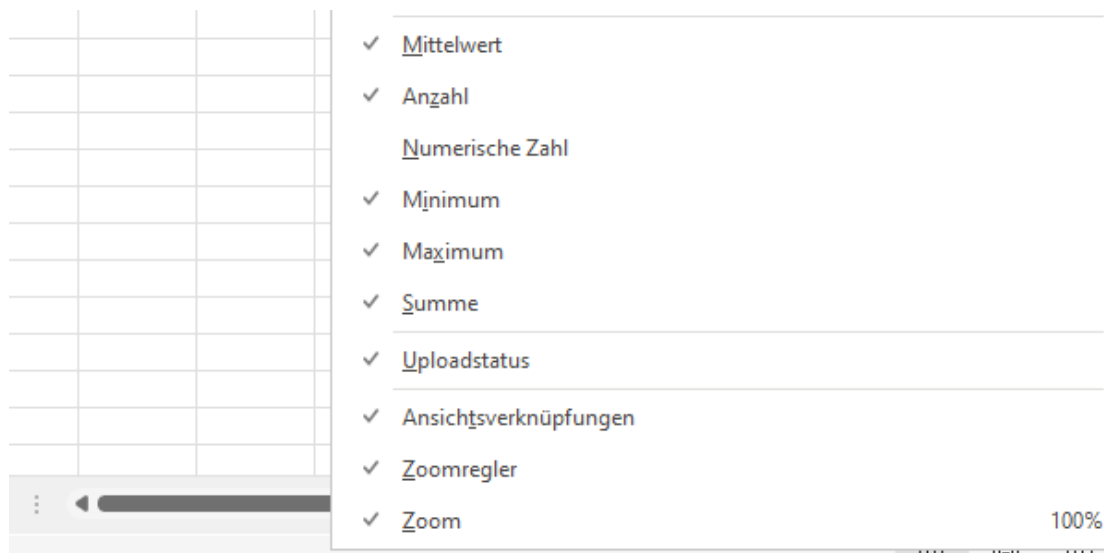 Mittelwert
Anzahl
Numerische Zahl
Minimum
Maximum
Summe
Uploadstatus
Ansichtsverknüpfungen
Zoomregler
Zoom 100%